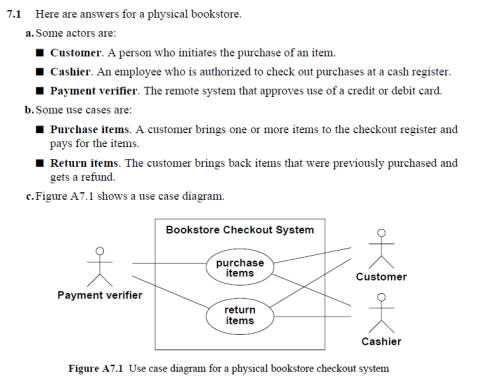 7.1 Here are answers for a physical bookstore.
a. Some actors are:
■ Customer. A person who initiates the purchase of an item.
■ Cashier. An employee who is authorized to check out purchases at a cash register.
■ Payment verifier. The remote system that approves use of a credit or debit card.
b. Some use cases are:
■ Purchase items. A customer brings one or more items to the checkout register and
pays for the items.
■ Return items. The customer brings back items that were previously purchased and
gets a refund.
c. Figure A7.1 shows a use case diagram.
Bookstore Checkout System
purchase
items
Customer
Payment verifier
return
items
Cashier
Figure A7.1 Use case diagram for a physical bookstore checkout system